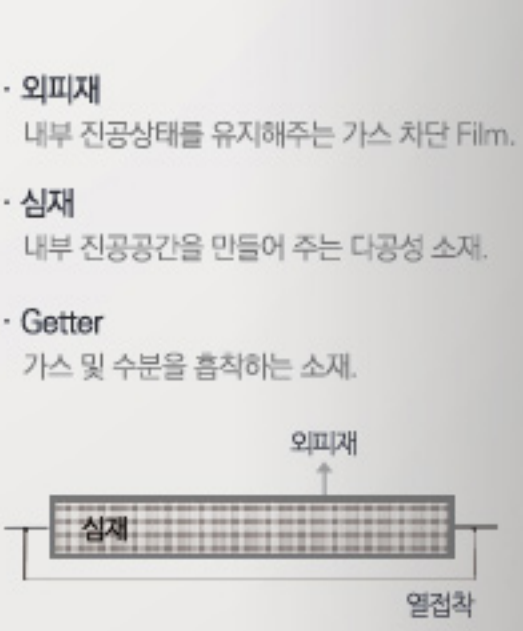 · 외피재
내부 진공상태를 유지해주는 가스 차단 Film.
· 심재
내부 진공공간을 만들어 주는 다공성 소재.
· Getter
가스 및 수분을 흡착하는 소재.
외피재
심재
열접착